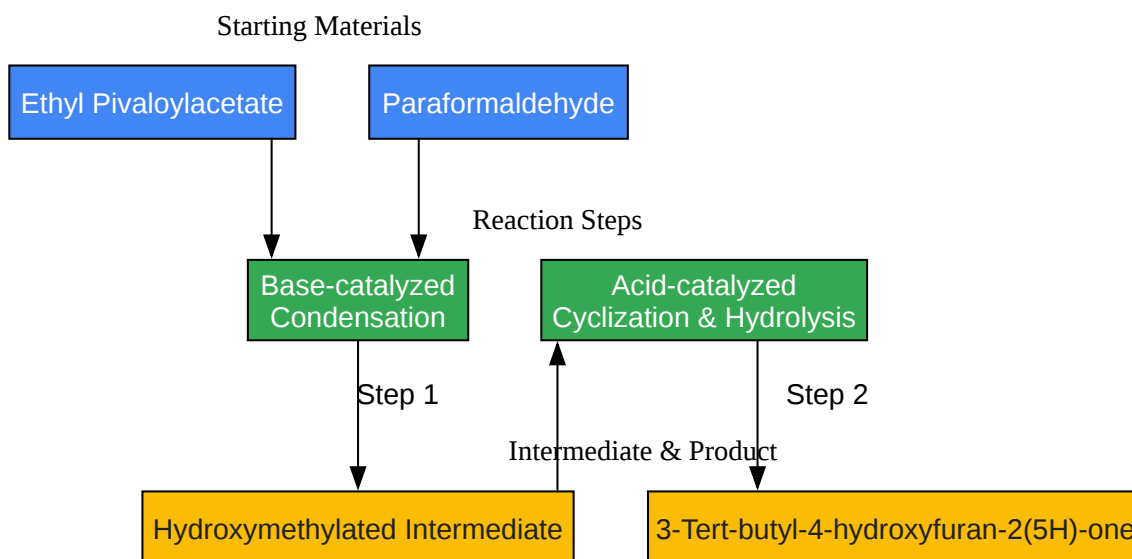 Starting Materials
Ethyl Pivaloylacetate
Paraformaldehyde
Reaction Steps
Base-catalyzed
Condensation
Acid-catalyzed
Cyclization & Hydrolysis
Step 1
Step 2
Intermediate & Product
Hydroxymethylated Intermediate
3-Tert-butyl-4-hydroxyfuran-2(5H)-one